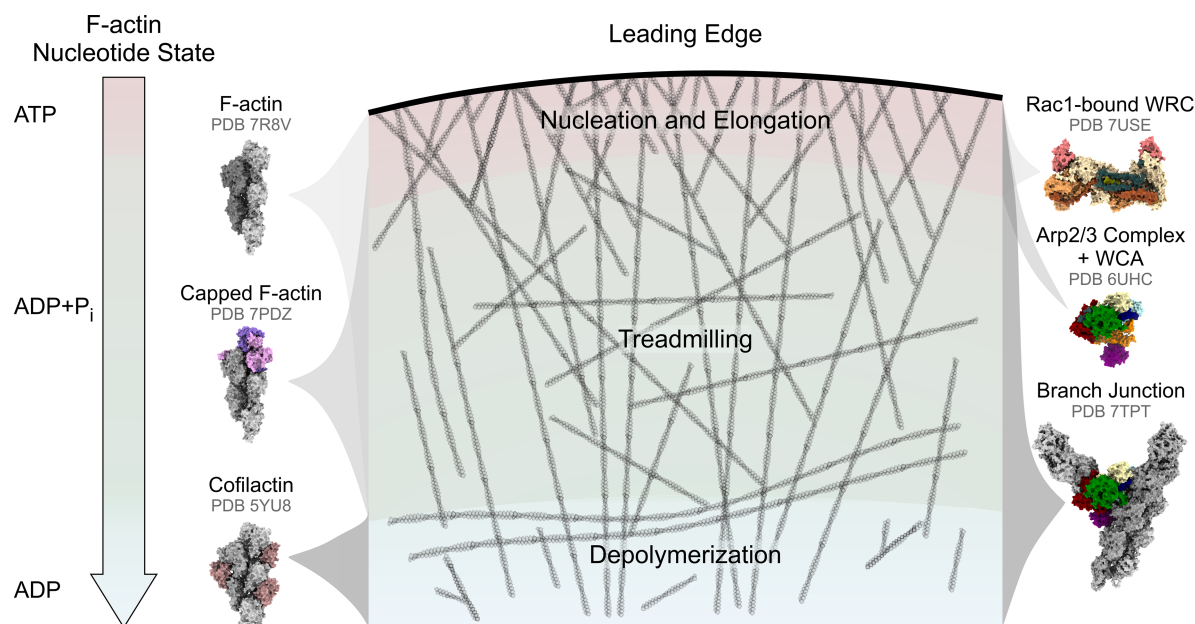 F-actin
Nucleotide State
ATP
ADP+Pi
ADP
F-actin
PDB 7R8V
Capped F-actin
PDB 7PDZ
Cofilactin
PDB 5YU8
Leading Edge
Nucleation and Elongation
Treadmilling
Depolymerization
Rac1-bound WRC
PDB 7USE
Arp2/3 Complex
+ WCA
PDB 6UHC
Branch Junction
PDB 7TPT